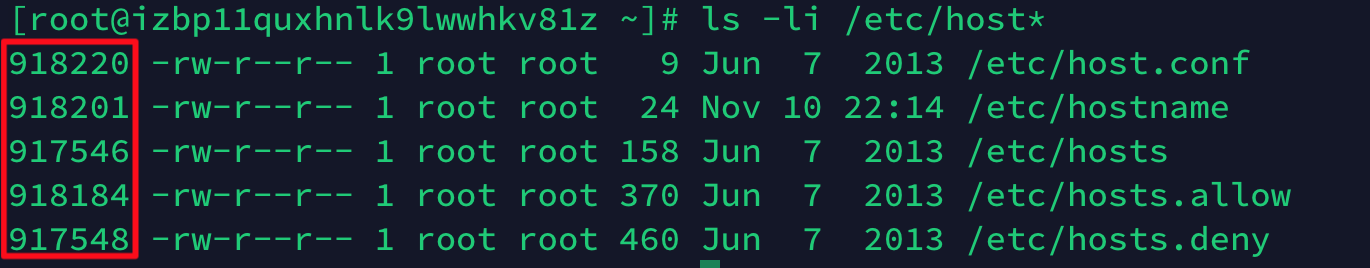 [root@izbp11quxhnlk9lwwhkv81z ~]# ls -li /etc/host*
918220 -rw-r--r-- 1 root root   9 Jun  7  2013 /etc/host.conf
918201 -rw-r--r-- 1 root root  24 Nov 10 22:14 /etc/hostname
917546 -rw-r--r-- 1 root root 158 Jun  7  2013 /etc/hosts
918184 -rw-r--r-- 1 root root 370 Jun  7  2013 /etc/hosts.allow
917548 -rw-r--r-- 1 root root 460 Jun  7  2013 /etc/hosts.deny